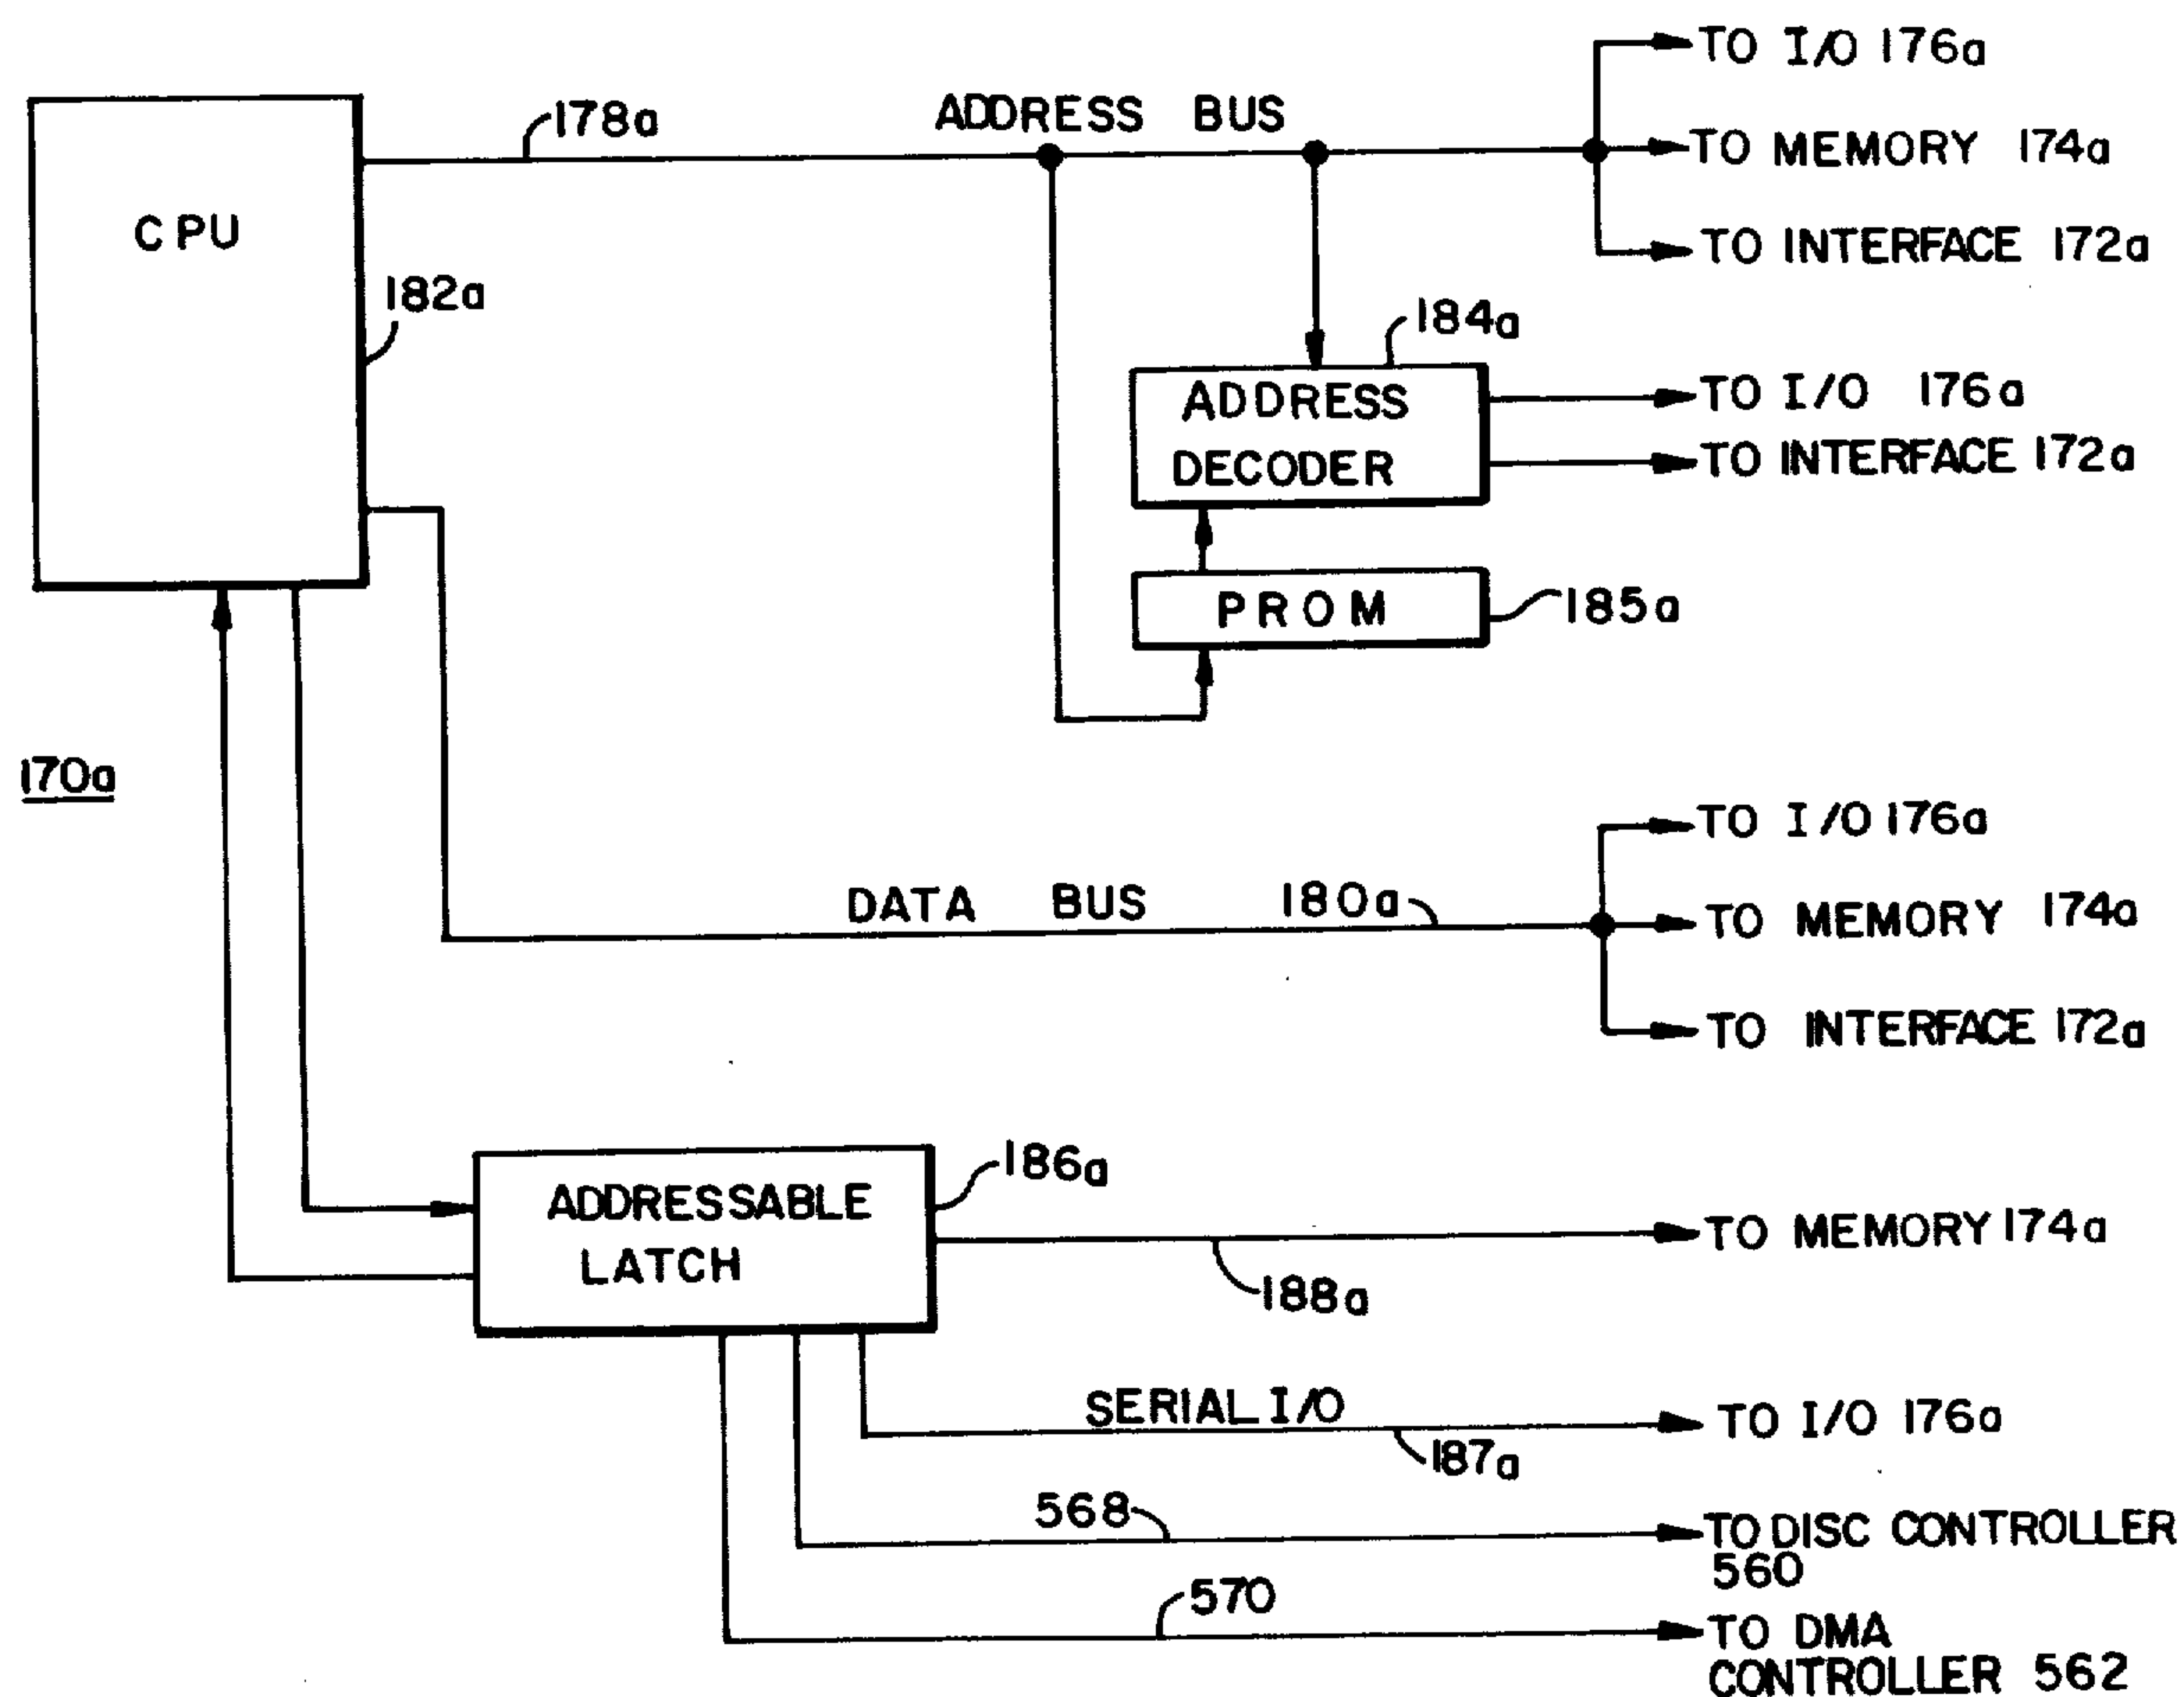 TO I/O 176a
178a
ADDRESS BUS
TO MEMORY 174a
CPU
TO INTERFACE 172a
182a
184a
ADDRESS
DECODER
TO I/O 176a
TO INTERFACE 172a
PROM
185a
170a
TO I/O 176a
DATA BUS 180a
TO MEMORY 174a
TO INTERFACE 172a
186a
ADDRESSABLE
LATCH
TO MEMORY 174a
188a
SERIAL I/O
TO I/O 176a
187a
568
TO DISC CONTROLLER
560
570
TO DMA
CONTROLLER 562